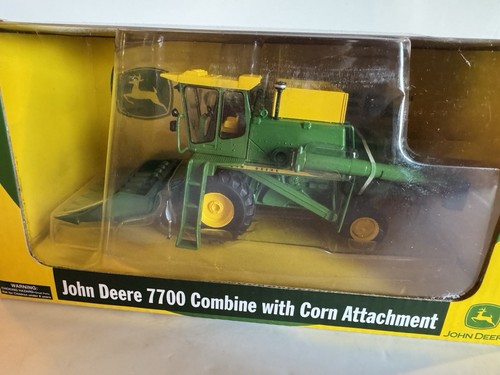 WARNING:
John Deere 7700 Combine with Corn Attachment
JOHN DEERE